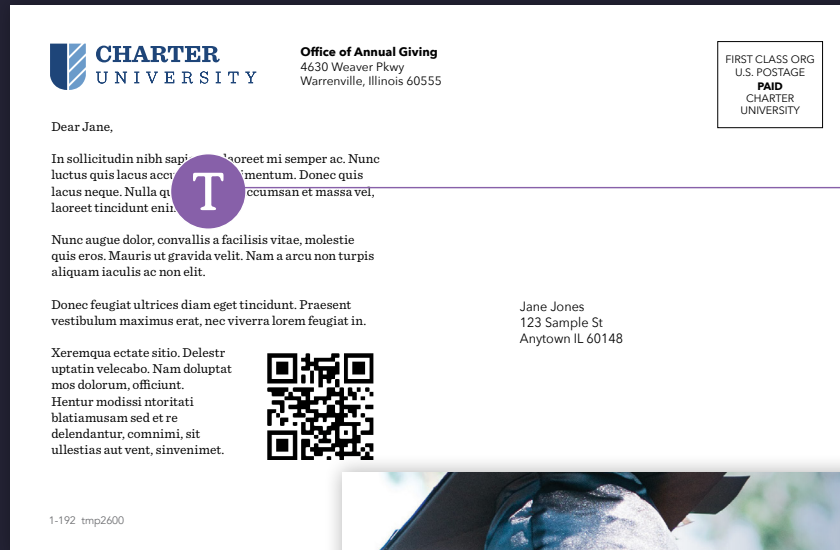 CHARTER
UNIVERSITY
Office of Annual Giving
4630 Weaver Pkwy
Warrenville, Illinois 60555
FIRST CLASS ORG
U.S. POSTAGE
PAID
CHARTER
UNIVERSITY
Dear Jane,
In sollicitudin nibh laoreet mi semper ac. Nunc
luctus quis lacus Donec quis
lacus neque. Nulla et massa vel,
laoreet tincidunt
T
Nunc augue dolor, convallis a facilisis vitae, molestie
quis eros. Mauris ut gravida velit. Nam a arcu non turpis
aliquam iaculis ac non elit.
Donec feugiat ultrices diam eget tincidunt. Praesent
vestibulum maximus erat, nec viverra lorem feugiat in.
Xeremqua ectate sitio. Delestr
uptatin velecabo. Nam doluptat
mos dolorum, officiunt.
Hentur modissi ntoritati
blatiamusam sed et re
delendantur, comnimi, sit
ullestias aut vent, sinvenimet.
Jane Jones
123 Sample St
Anytown IL 60148
1-192 tmp2600